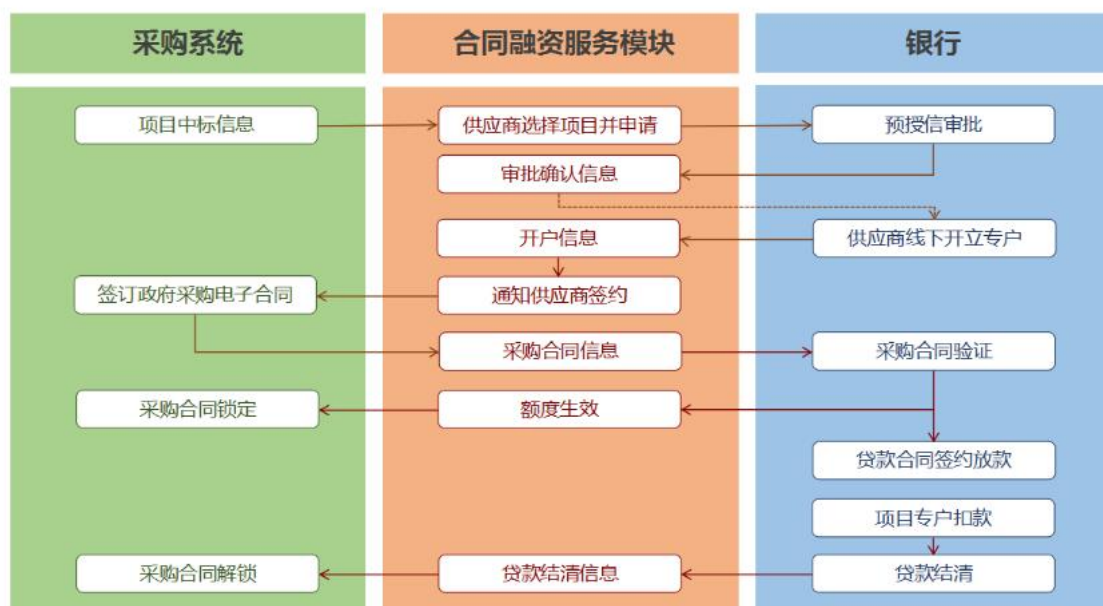 采购系统
合同融资服务模块
银行
项目中标信息
供应商选择项目并申请
预授信审批
审批确认信息
开户信息
供应商线下开立专户
签订政府采购电子合同
通知供应商签约
采购合同信息
采购合同验证
采购合同锁定
额度生效
贷款合同签约放款
项目专户扣款
采购合同解锁
贷款结清信息
贷款结清